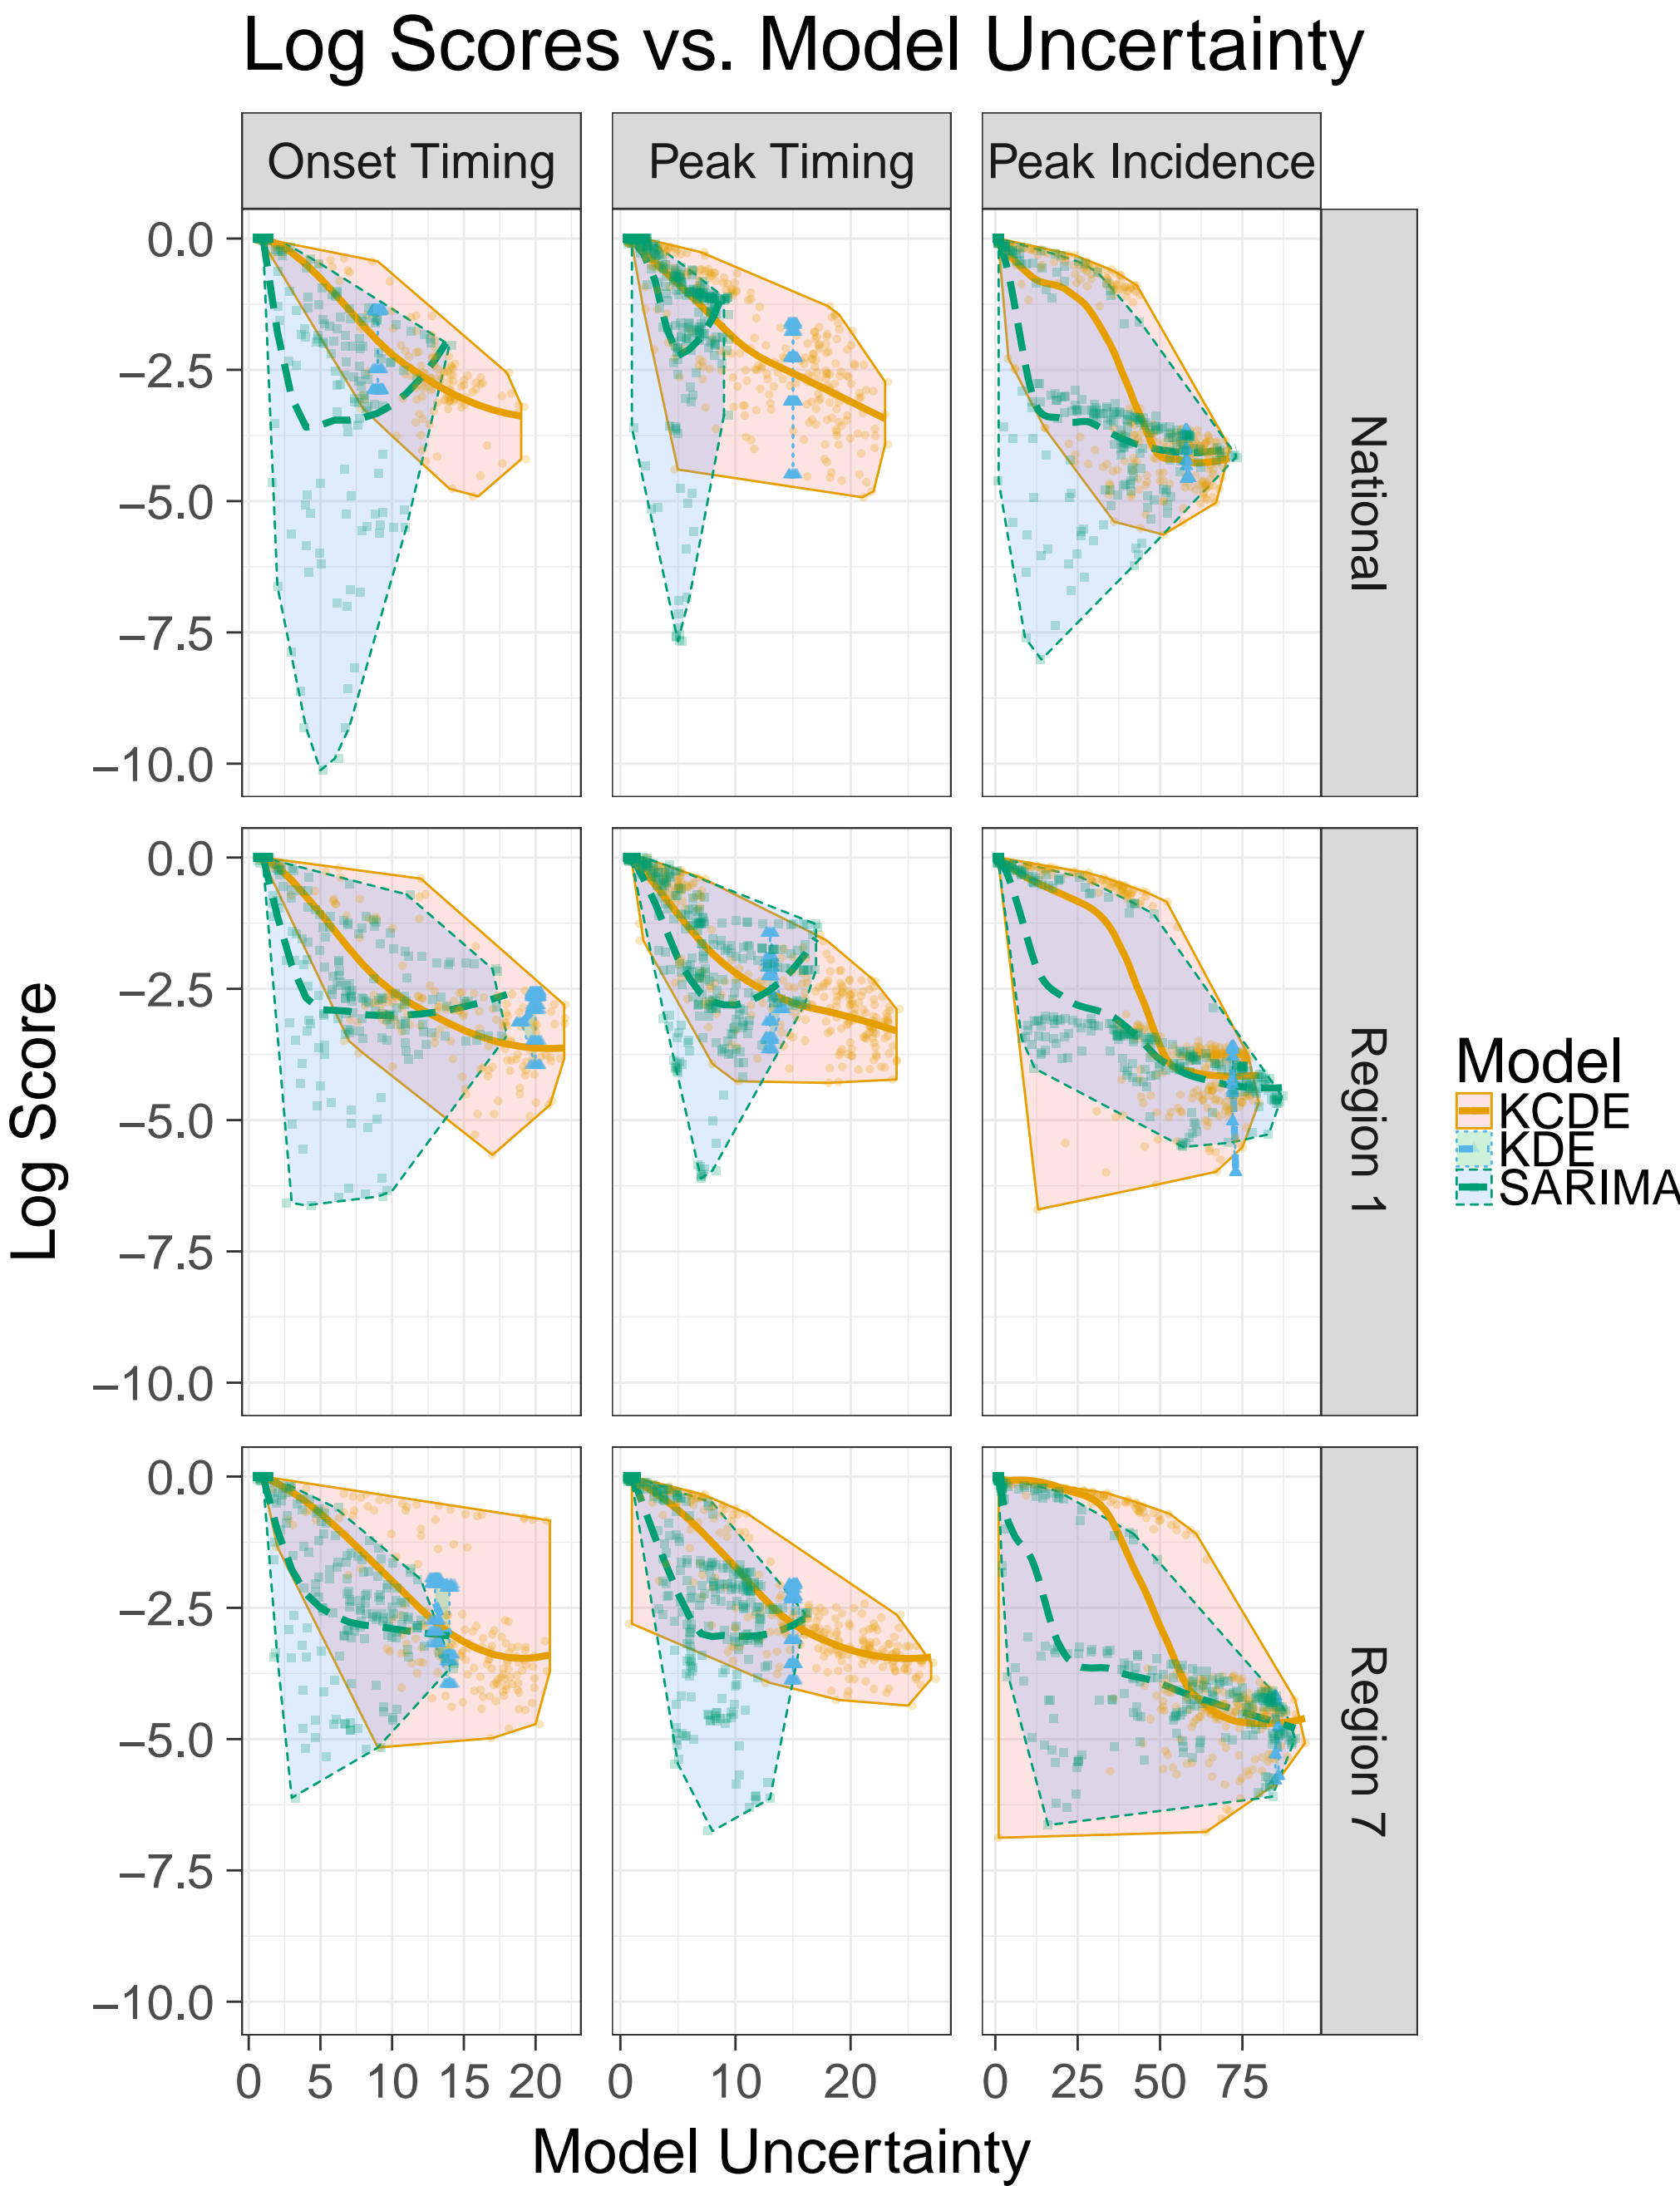 Log Scores vs. Model Uncertainty
Onset Timing
Peak Timing
Peak Incidence
0.0
−2.5
−5.0
−7.5
−10.0
National
0.0
−2.5
−5.0
−7.5
−10.0
Region 1
0.0
−2.5
−5.0
−7.5
−10.0
Region 7
Log Score
0 5 10 15 20
0 10 20
0 25 50 75
Model Uncertainty
Model
KCDE
KDE
SARIMA